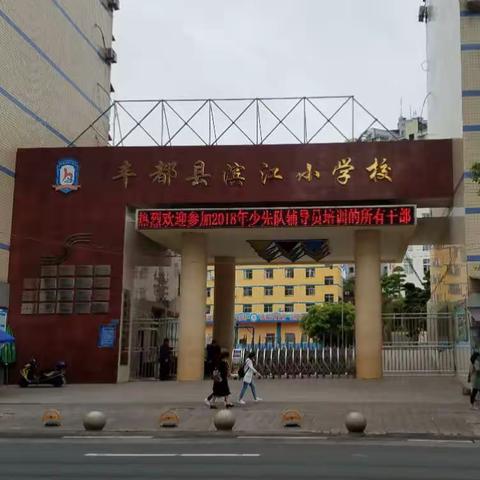 丰都县滨江小学校
热烈欢迎参加2018年少先队辅导员培训的所有干部